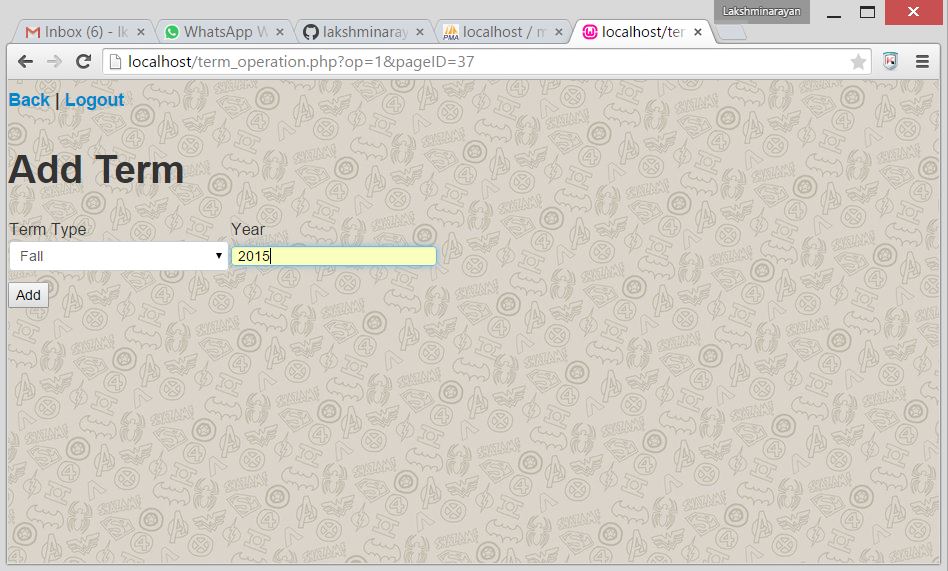 Lakshminarayan
Inbox (6) - lk
WhatsApp W
lakshminaray
localhost / m
localhost/ter
localhost/term_operation.php?op=1&pageID=37
Back | Logout
Add Term
Term Type Year
Fall 2015
Add